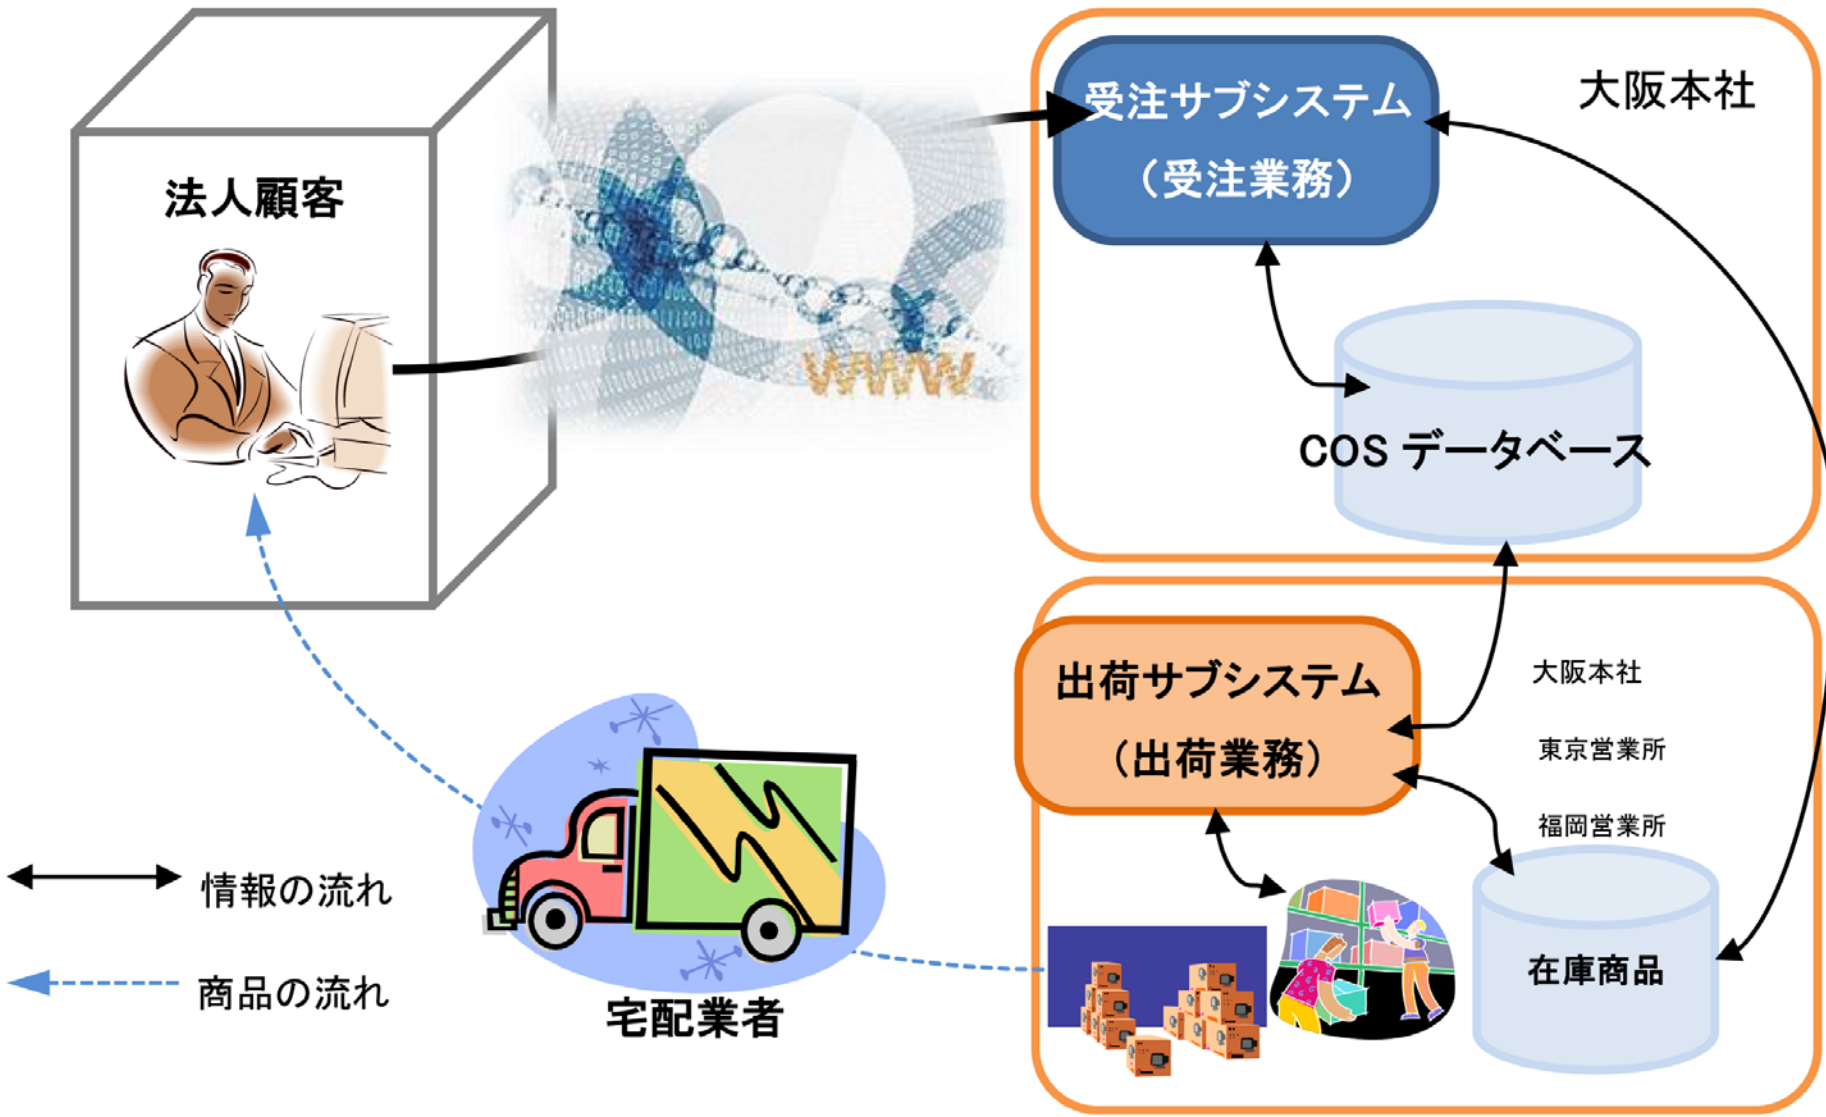 法人顧客
WWW
受注サブシステム
（受注業務）
大阪本社
COS データベース
出荷サブシステム
（出荷業務）
大阪本社
東京営業所
福岡営業所
在庫商品
宅配業者
情報の流れ
商品の流れ